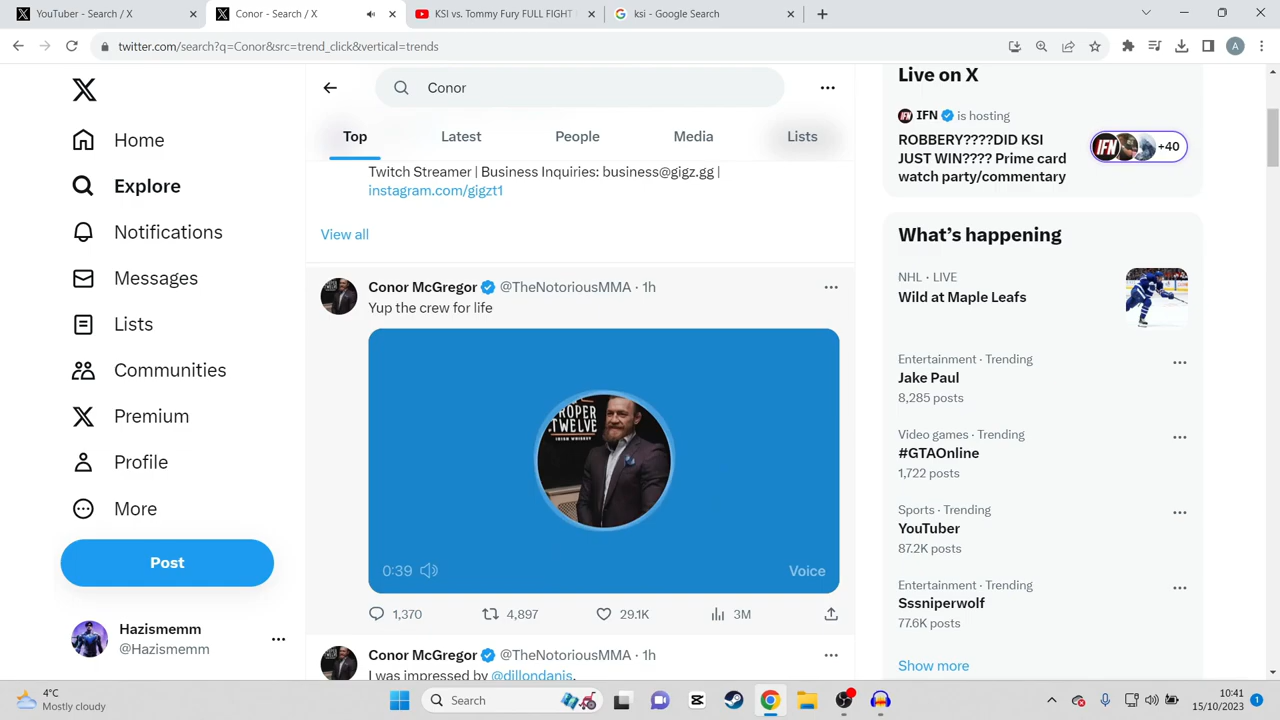 YouTube - Search / X
Conor - Search / X
KSI vs. Tommy Fury FULL FIGHT
ksi - Google Search
twitter.com/search?q=Conor&src=trend_click&vertical=trends
A
Home
Explore
Notifications
Messages
Lists
Communities
Premium
Profile
More
Post
Hazismemm
@Hazismemm
Conor
Top
Latest
People
Media
Lists
Twitch Streamer | Business Inquiries: business@gigz.gg |
instagram.com/gigzt1
View all
Conor McGregor @TheNotoriousMMA · 1h
Yup the crew for life
PROPER
TWELVE
IRISH WHISKEY
0:39
Voice
1,370
4,897
29.1K
3M
Conor McGregor @TheNotoriousMMA · 1h
I was impressed by @dillondanis.
Live on X
IFN is hosting
ROBBERY????DID KSI
JUST WIN???? Prime card
watch party/commentary
IFN
+40
What's happening
NHL · LIVE
Wild at Maple Leafs
Entertainment · Trending
Jake Paul
8,285 posts
Video games · Trending
#GTAOnline
1,722 posts
Sports · Trending
YouTuber
87.2K posts
Entertainment · Trending
Sssniperwolf
77.6K posts
Show more
4°C
Mostly cloudy
Search
10:41
15/10/2023
1